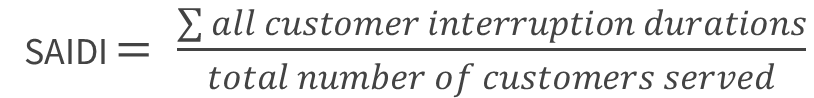 SAIDI = ∑ all customer interruption durations
total number of customers served